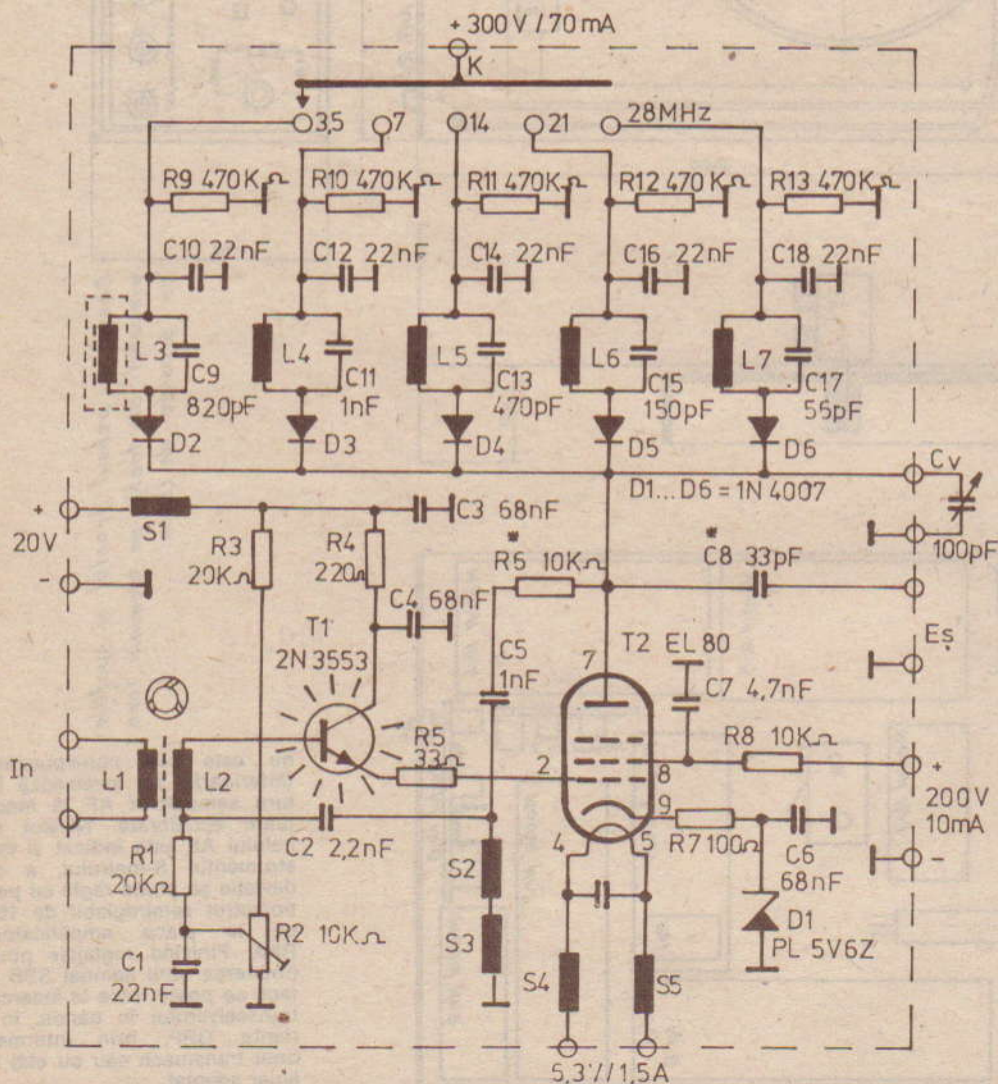 +300V/70mA
K
3,5 7 14 21 28MHz
R9 470KΩ R10 470KΩ R11 470KΩ R12 470KΩ R13 470KΩ
C10 22nF C12 22nF C14 22nF C16 22nF C18 22nF
L3 L4 L5 L6 L7
C9 C11 C13 C15 C17
820pF 1nF 470pF 150pF 56pF
D2 D3 D4 D5 D6
Cv
D1...D6=1N 4007
100pF
+
20V
-
S1
C3 68nF
R3
20KΩ
R4
220Ω
*
R6 10KΩ
*
C8 33pF
C4 68nF
T1
2N3553
C5
1nF
7
T2 EL80
C7 4,7nF
Es
In
L1 L2
R5
33Ω
2
8
9
R8 10KΩ
+
200V
10mA
-
C2 2,2nF
4
5
R7 100Ω
C6
68nF
R1
20KΩ
S2
S3
D1
PL 5V6Z
R2 10KΩ
C1
22nF
S4
S5
5,3V/1,5A